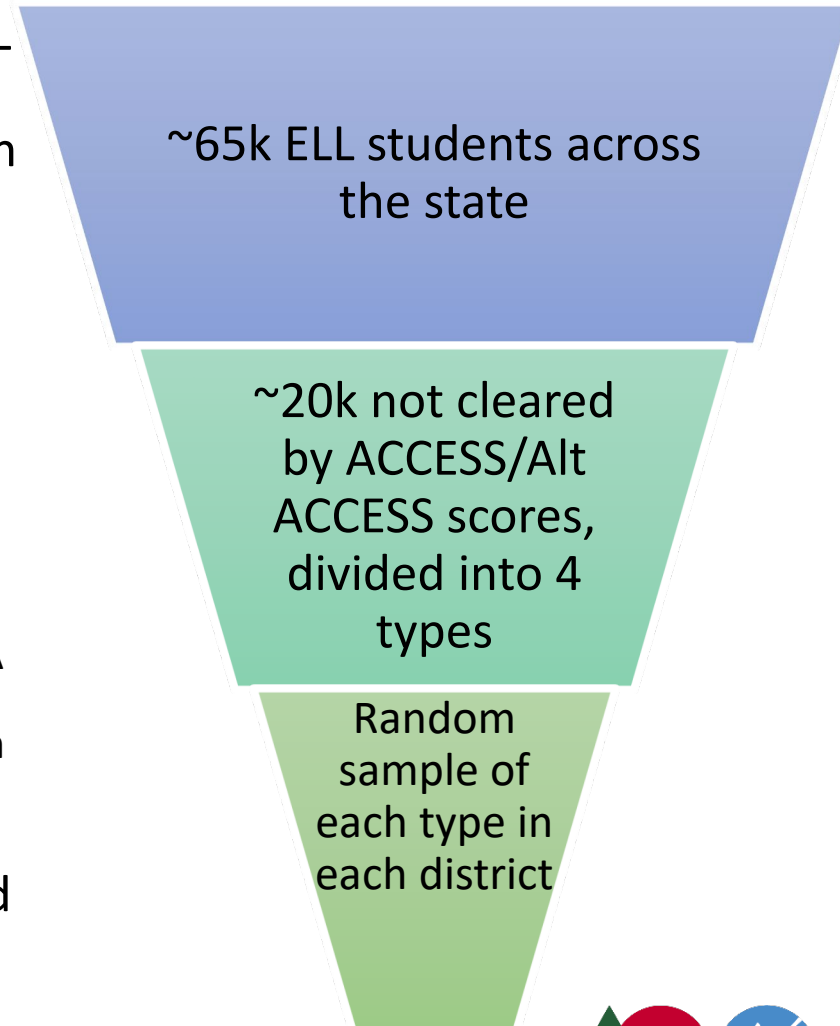 ~65k ELL students across
the state
~20k not cleared
by ACCESS/Alt
ACCESS scores,
divided into 4
types
Random
sample of
each type in
each district